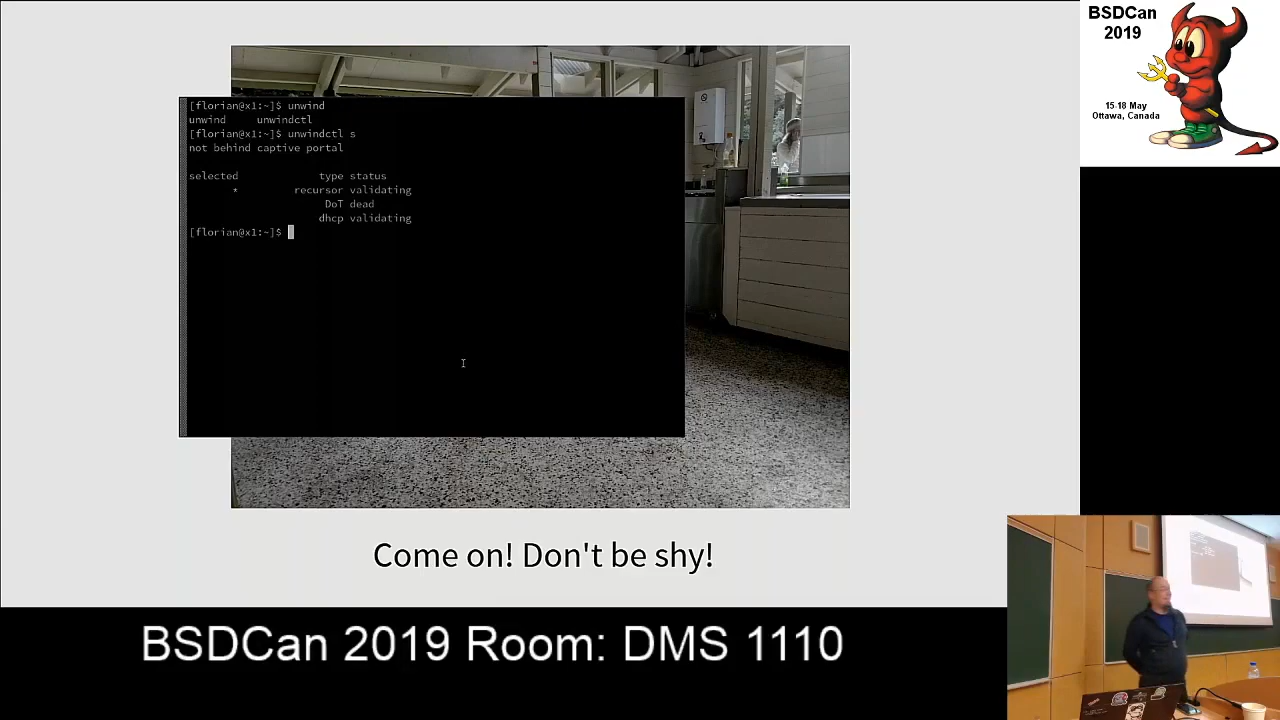 [florian@x1:~]$ unwind
unwind     unwindctl
[florian@x1:~]$ unwindctl s
not behind captive portal
selected             type status
*         recursor validating
DoT dead
dhcp validating
[florian@x1:~]$
Come on! Don't be shy!
BSDCan
2019
15-18 May
Ottawa, Canada
BSDCan 2019 Room: DMS 1110